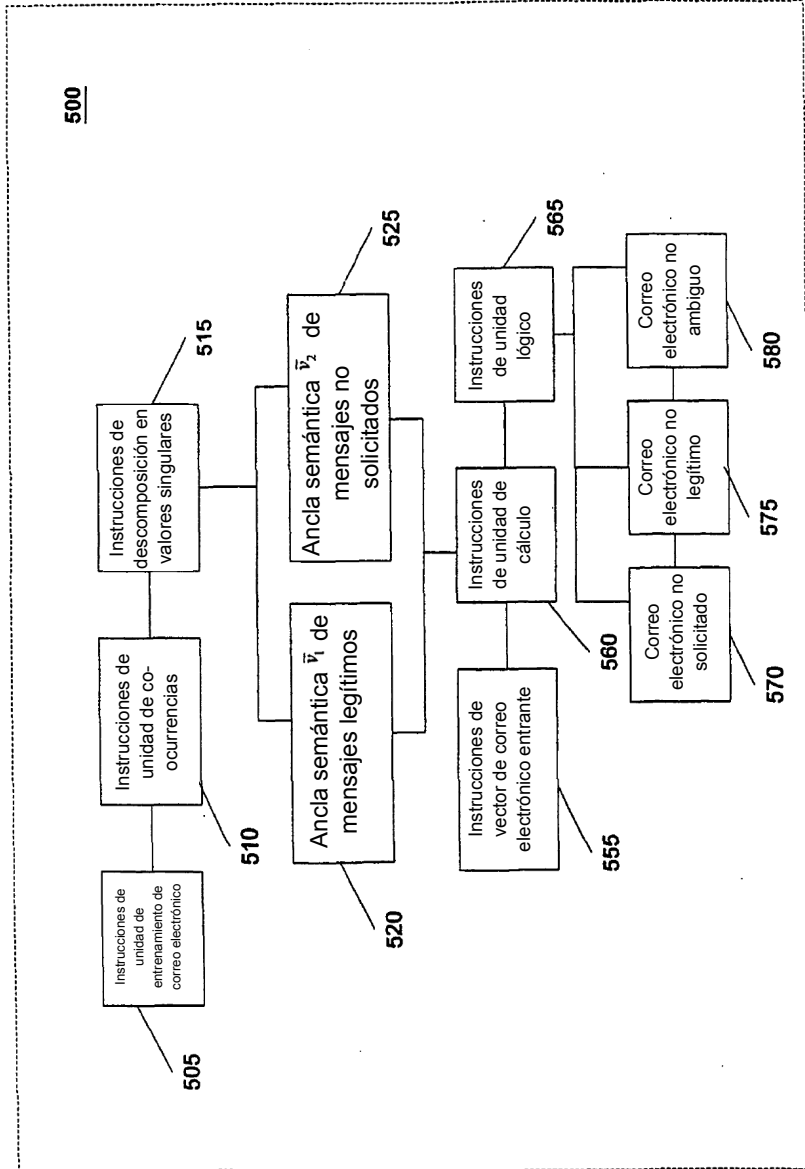 500
Instrucciones de
unidad de
entrenamiento de
correo electrónico
505
Instrucciones de
unidad de co-
ocurrencias
510
Instrucciones de
descomposición en
valores singulares
515
Ancla semántica v̄₁ de
mensajes legítimos
520
Ancla semántica v̄₂ de
mensajes no
solicitados
525
Instrucciones de
vector de correo
electrónico entrante
555
Instrucciones
de unidad de
cálculo
560
Instrucciones
de unidad
lógico
565
Correo
electrónico no
solicitado
570
Correo
electrónico no
legítimo
575
Correo
electrónico no
ambiguo
580